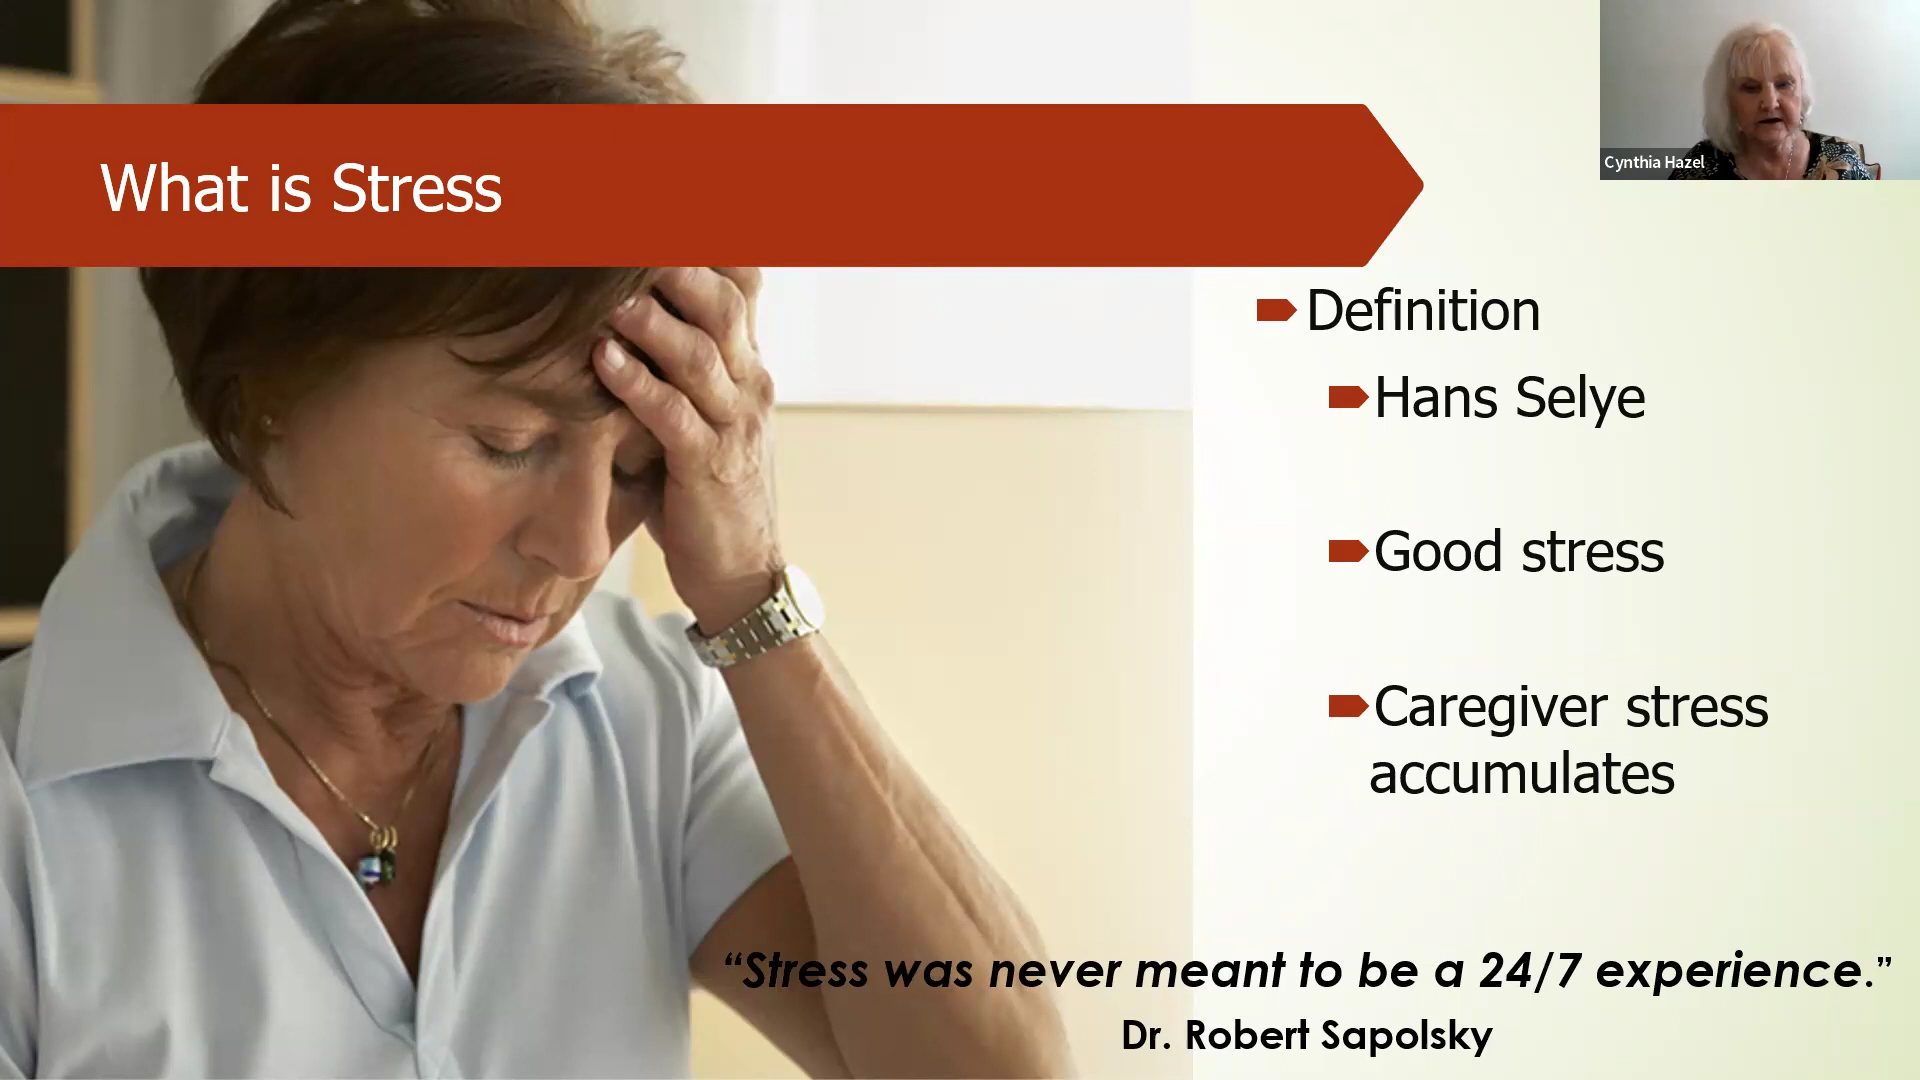 What is Stress
Cynthia Hazel
Definition
Hans Selye
Good stress
Caregiver stress
accumulates
“Stress was never meant to be a 24/7 experience.”
Dr. Robert Sapolsky